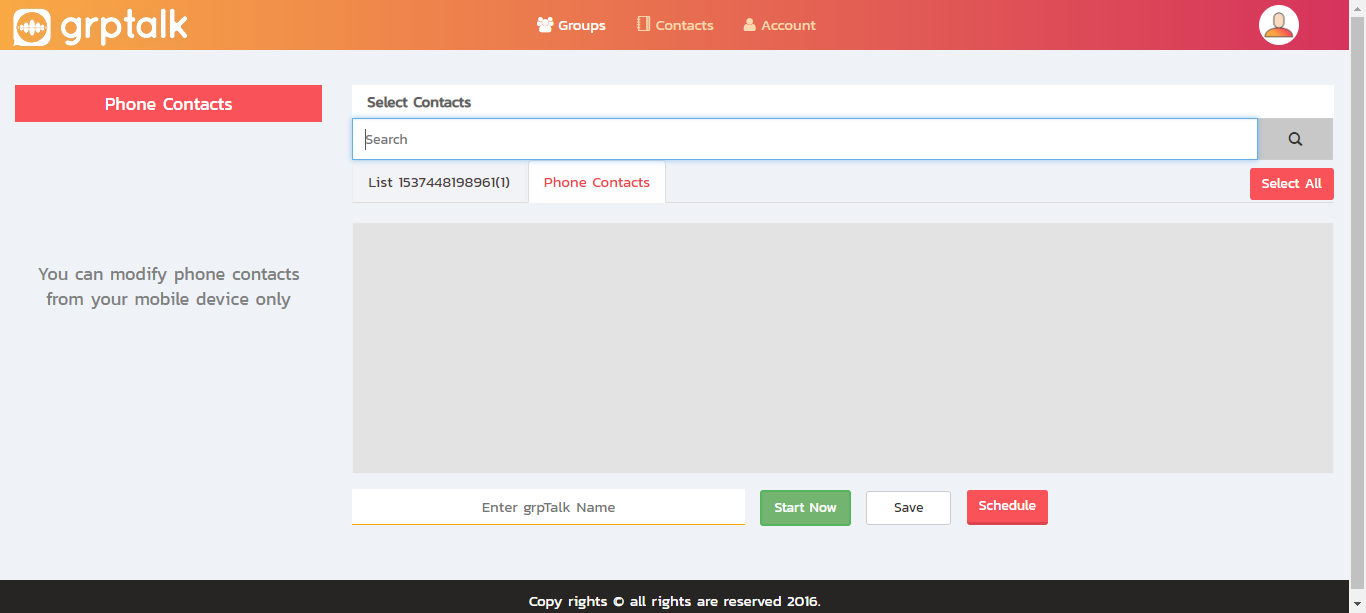 grptalk
Groups
Contacts
Account
Phone Contacts
Select Contacts
Search
List 1537448198961(1)
Phone Contacts
Select All
You can modify phone contacts
from your mobile device only
Enter grpTalk Name
Start Now
Save
Schedule
Copy rights © all rights are reserved 2016.